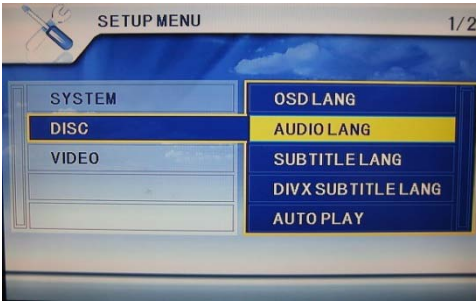 SETUP MENU
1/2
SYSTEM
DISC
VIDEO
OSD LANG
AUDIO LANG
SUBTITLE LANG
DIVX SUBTITLE LANG
AUTO PLAY